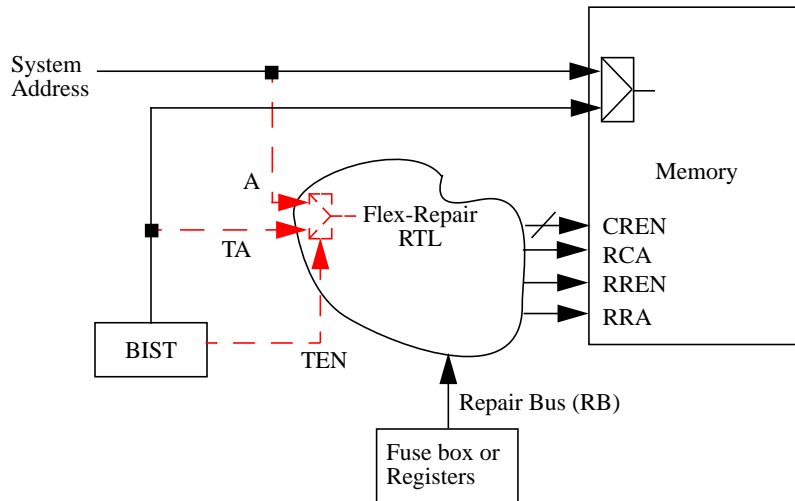 System
Address
Memory
A
Flex-Repair
RTL
CREN
TA
RCA
RREN
RRA
BIST
TEN
Repair Bus (RB)
Fuse box or
Registers